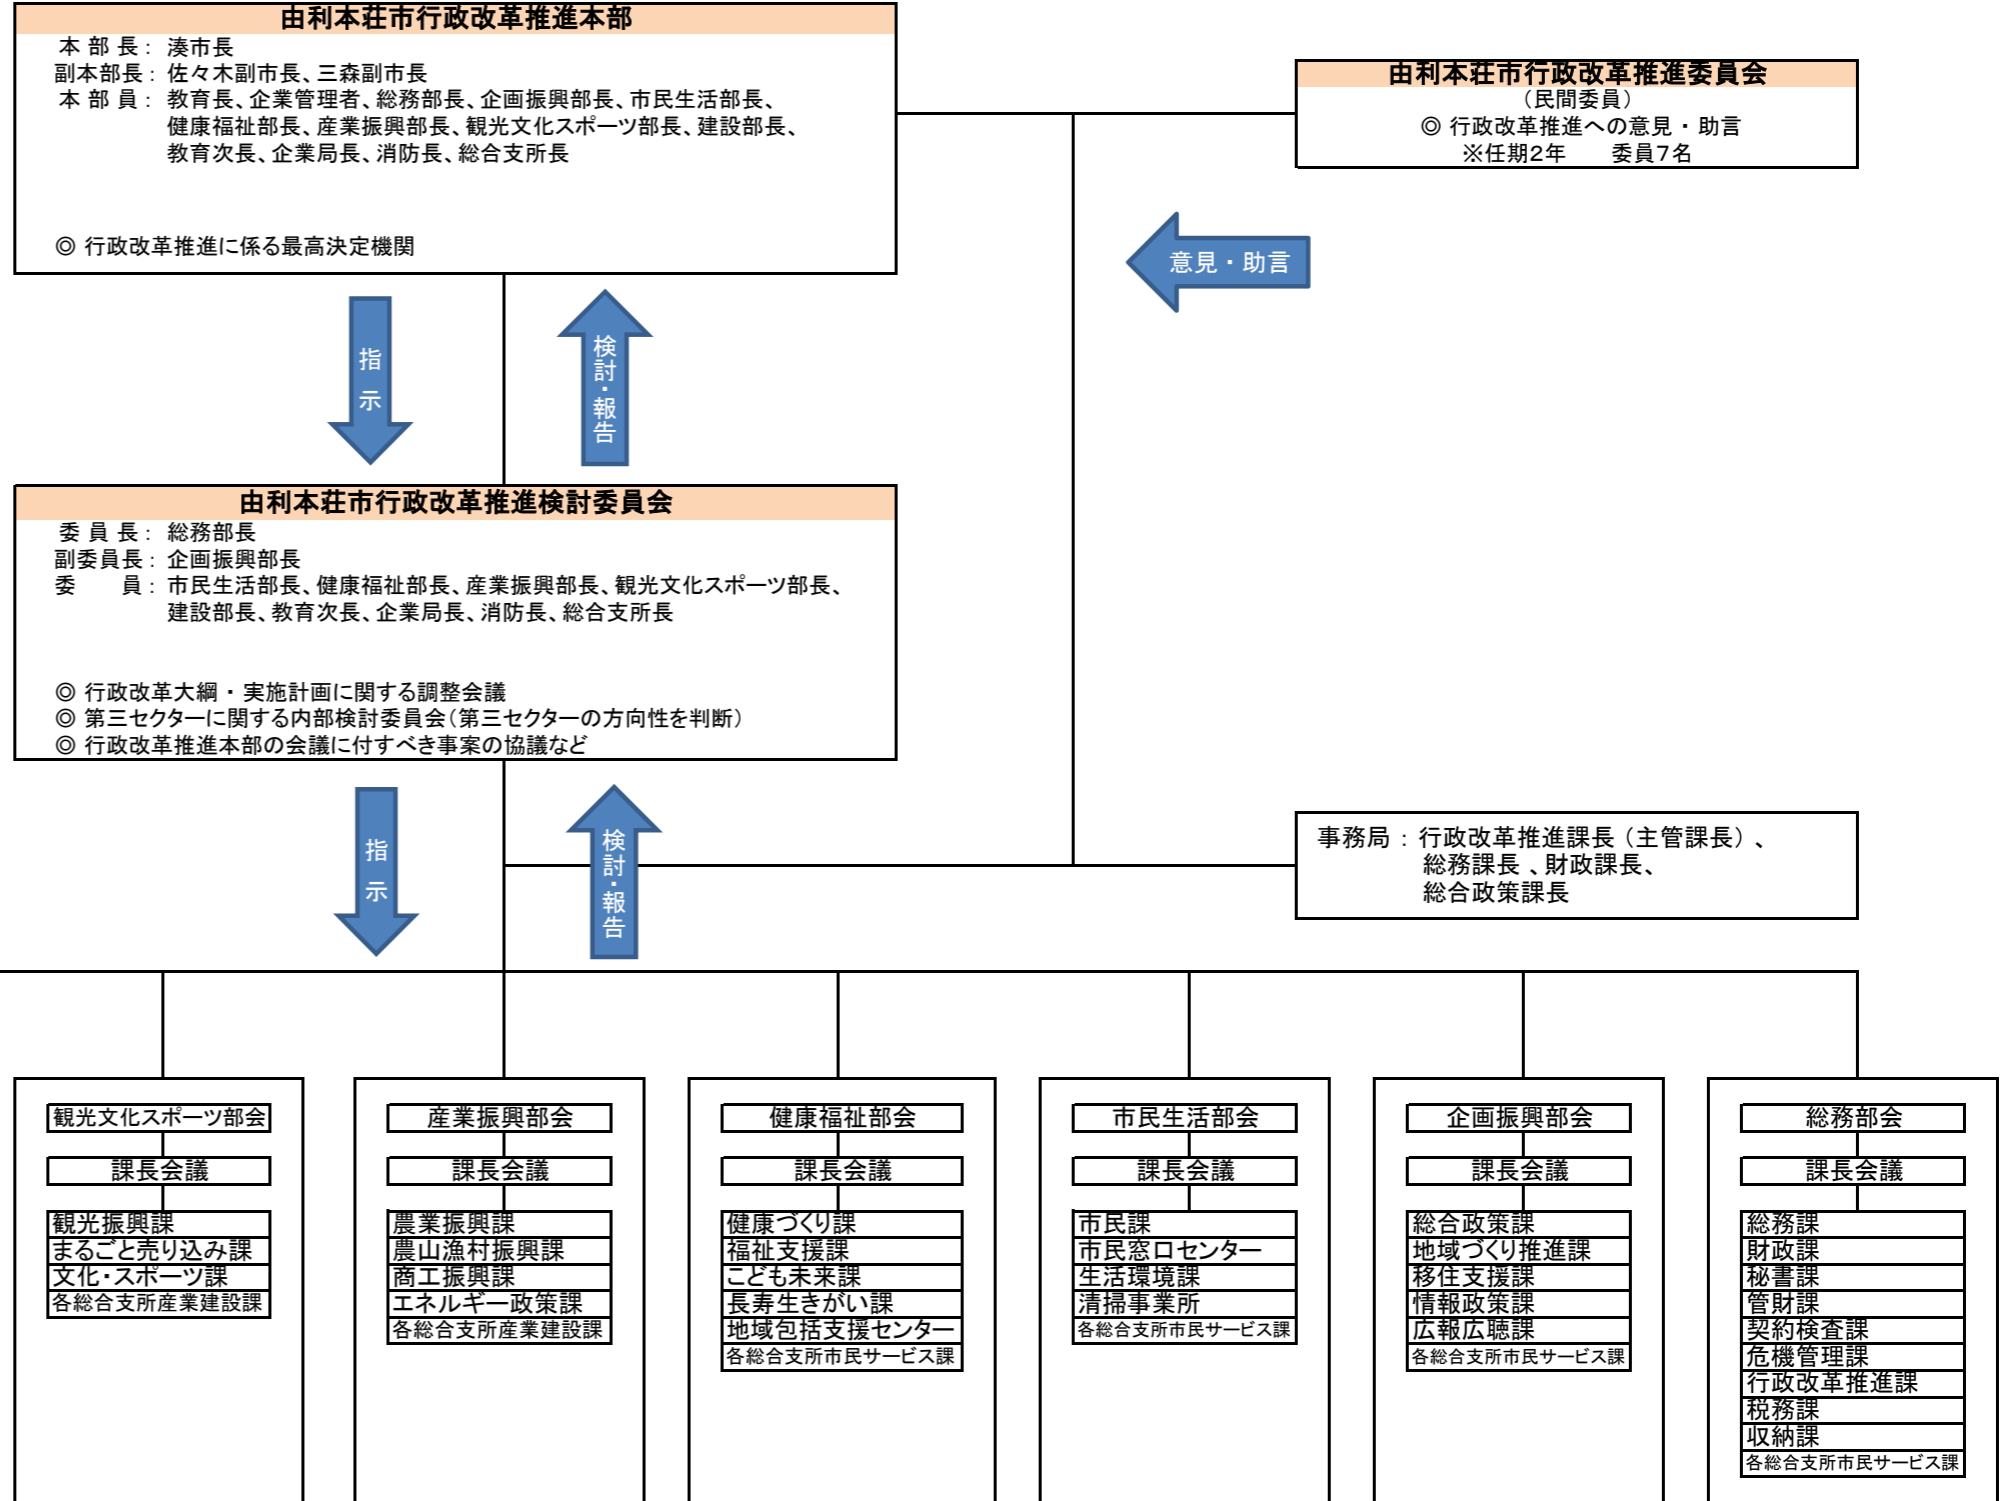 由利本荘市行政改革推進本部
本 部 長： 湊市長
副本部長： 佐々木副市長、三森副市長
本 部 員： 教育長、企業管理者、総務部長、企画振興部長、市民生活部長、
健康福祉部長、産業振興部長、観光文化スポーツ部長、建設部長、
教育次長、企業局長、消防長、総合支所長
◎ 行政改革推進に係る最高決定機関
由利本荘市行政改革推進委員会
（民間委員）
◎ 行政改革推進への意見・助言
※任期2年　　委員7名
意見・助言
指示
検討・報告
由利本荘市行政改革推進検討委員会
委 員 長： 総務部長
副委員長： 企画振興部長
委　　員： 市民生活部長、健康福祉部長、産業振興部長、観光文化スポーツ部長、
建設部長、教育次長、企業局長、消防長、総合支所長
◎ 行政改革大綱・実施計画に関する調整会議
◎ 第三セクターに関する内部検討委員会（第三セクターの方向性を判断）
◎ 行政改革推進本部の会議に付すべき事案の協議など
指示
検討・報告
事務局： 行政改革推進課長（主管課長）、
総務課長 、財政課長、
総合政策課長
観光文化スポーツ部会
課長会議
観光振興課
まるごと売り込み課
文化・スポーツ課
各総合支所産業建設課
産業振興部会
課長会議
農業振興課
農山漁村振興課
商工振興課
エネルギー政策課
各総合支所産業建設課
健康福祉部会
課長会議
健康づくり課
福祉支援課
こども未来課
長寿生きがい課
地域包括支援センター
各総合支所市民サービス課
市民生活部会
課長会議
市民課
市民窓口センター
生活環境課
清掃事業所
各総合支所市民サービス課
企画振興部会
課長会議
総合政策課
地域づくり推進課
移住支援課
情報政策課
広報広聴課
各総合支所市民サービス課
総務部会
課長会議
総務課
財政課
秘書課
管財課
契約検査課
危機管理課
行政改革推進課
税務課
収納課
各総合支所市民サービス課